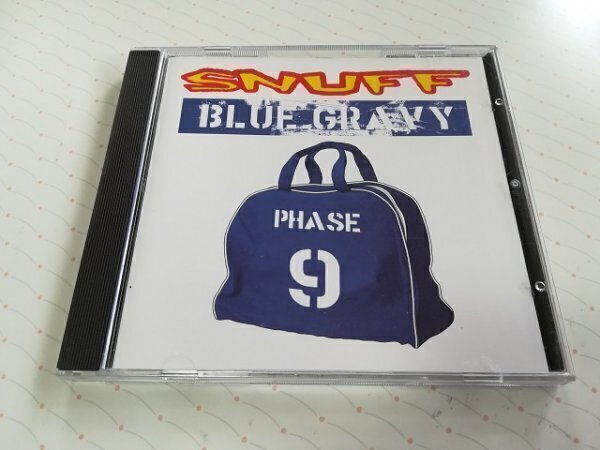 SNUFF
BLUE GRAVY
PHASE
9